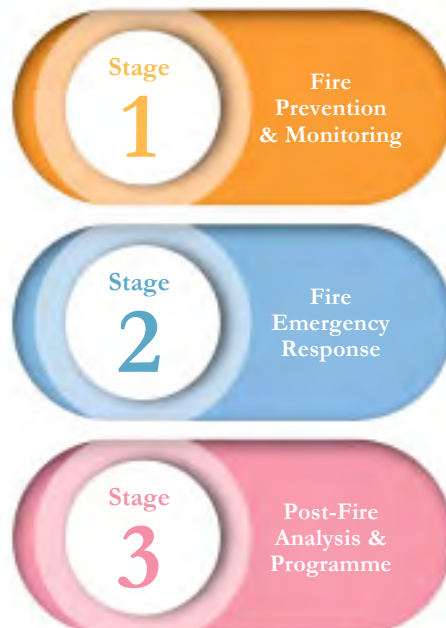 Stage
1
Fire
Prevention
& Monitoring
Stage
2
Fire
Emergency
Response
Stage
3
Post-Fire
Analysis &
Programme